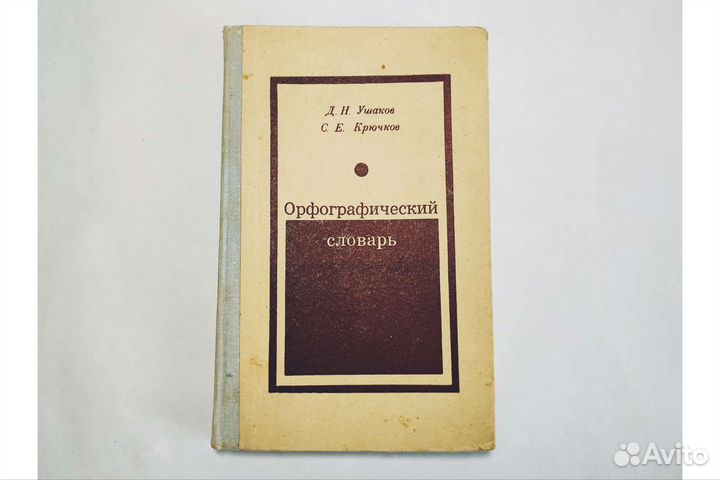 Д. Н. Ушаков
С. Е. Крючков
Орфографический
словарь
Avito